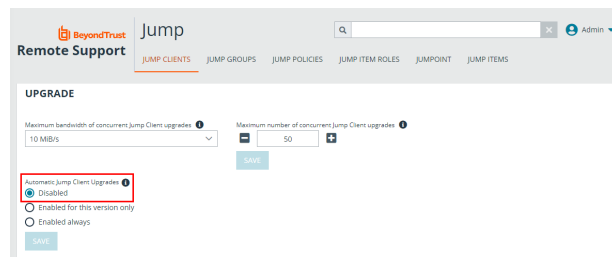 BeyondTrust
Remote Support
Jump
Admin
JUMP CLIENTS JUMP GROUPS JUMP POLICIES JUMP ITEM ROLES JUMPOINT JUMP ITEMS
UPGRADE
Maximum bandwidth of concurrent Jump Client upgrades
10 MiB/s
Maximum number of concurrent Jump Client upgrades
50
SAVE
Automatic Jump Client Upgrades
Disabled
Enabled for this version only
Enabled always
SAVE